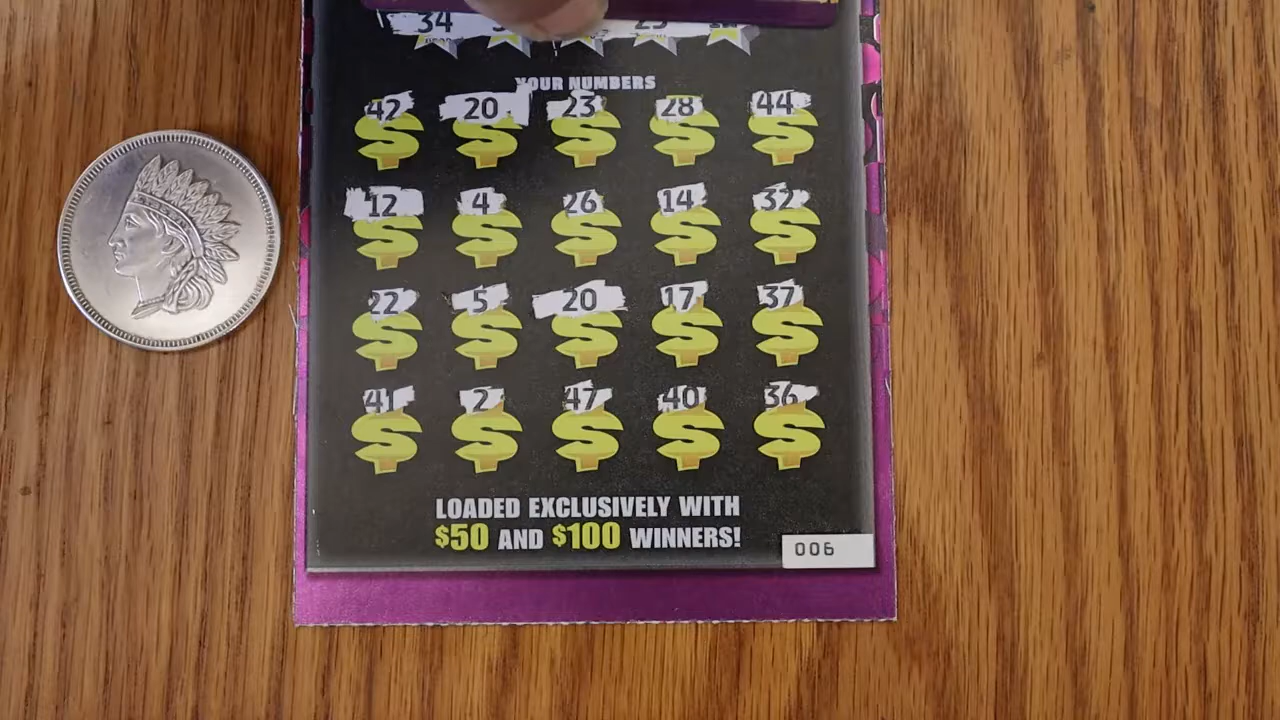 34 25
YOUR NUMBERS
42 20 23 28 44
12 4 26 14 32
22 5 20 17 37
41 2 47 40 36
LOADED EXCLUSIVELY WITH
$50 AND $100 WINNERS!
006